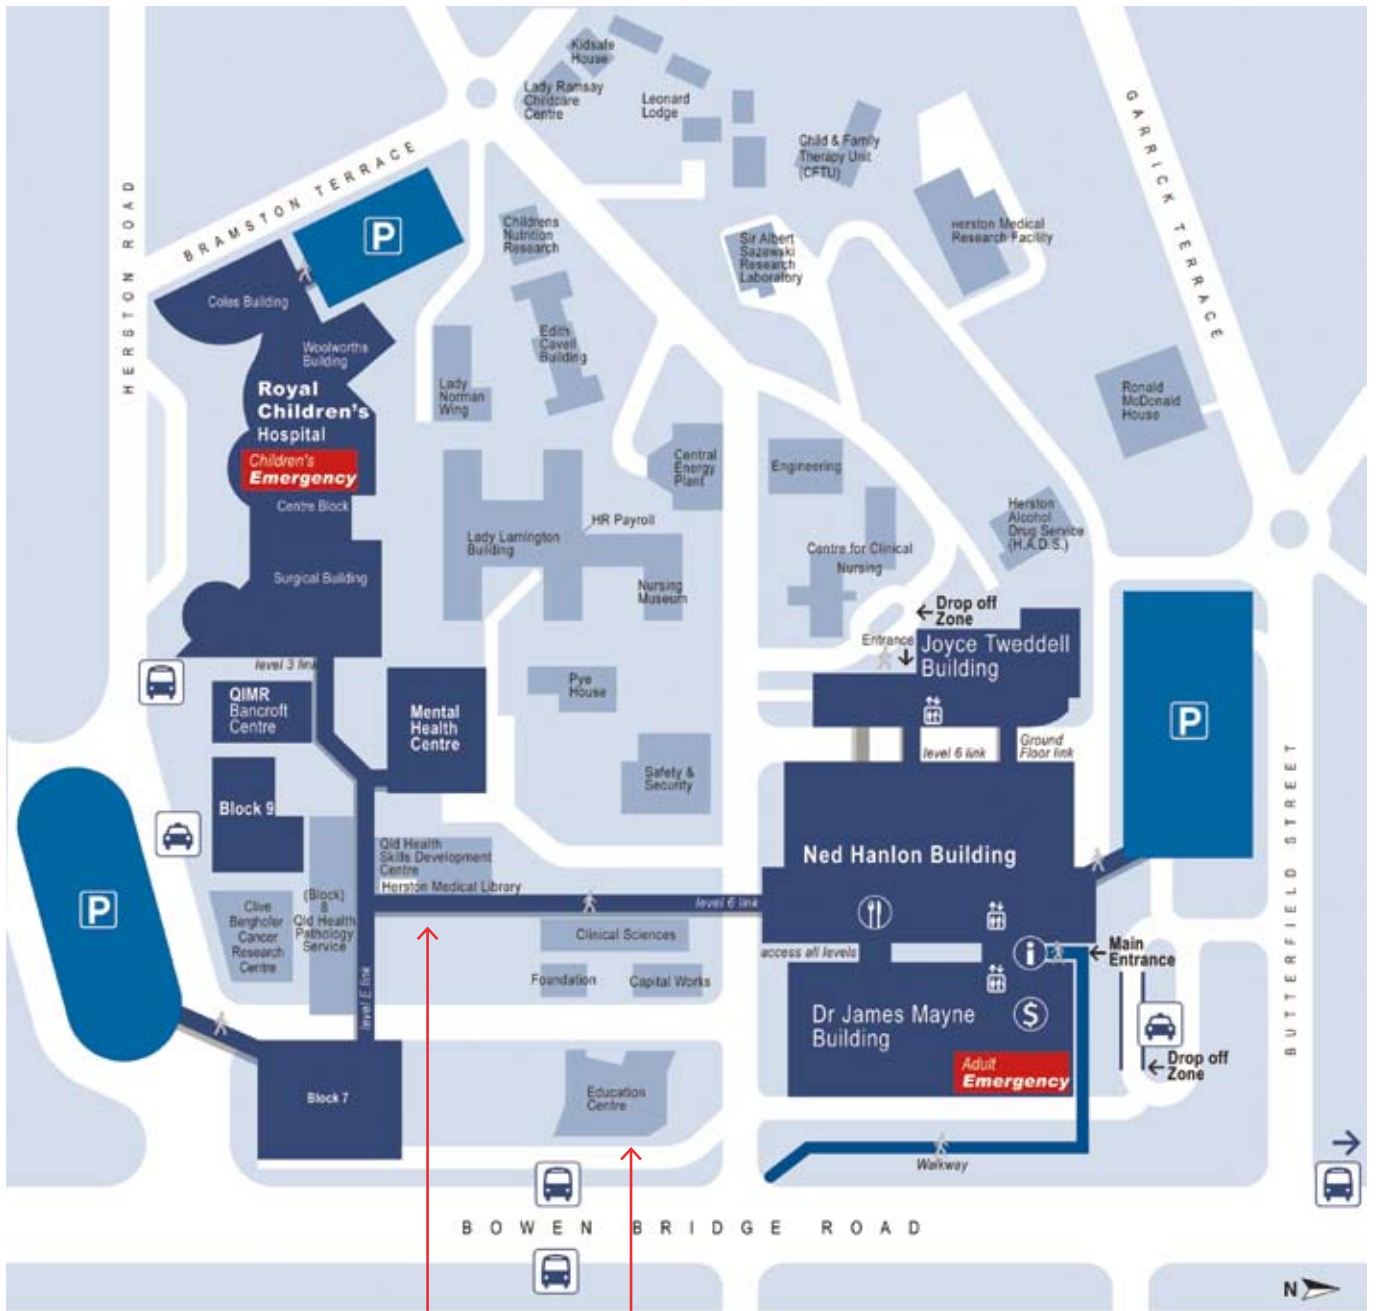 Kidsafe
House
Lady Ramsay
Childcare
Centre
Leonard
Lodge
Child & Family
Therapy Unit
(CFTU)
GARRICK TERRACE
BRAMSTON TERRACE
HERSTON ROAD
P
Childrens
Nutrition
Research
Sir Albert
Sazewski
Research
Laboratory
Herston Medical
Research Facility
Coles Building
Woolworths
Building
Royal
Children's
Hospital
Children's
Emergency
Centre Block
Surgical Building
Edith
Cavell
Building
Lady
Norman
Wing
Ronald
McDonald
House
Central
Energy
Plant
Engineering
HR Payroll
Lady Lamington
Building
Nursing
Museum
Herston
Alcohol
Drug Service
(H.A.D.S.)
Centre for Clinical
Nursing
Drop off
Zone
Entrance
Joyce Tweddell
Building
level 3 link
QIMR
Bancroft
Centre
Mental
Health
Centre
Pye
House
P
level 6 link
Ground
Floor link
Safety &
Security
Block 9
Qld Health
Skills Development
Centre
Herston Medical Library
Ned Hanlon Building
BUTTERFIELD STREET
P
Clive
Berghofer
Cancer
Research
Centre
(Block)
8
Qld Health
Pathology
Service
level 6 link
Clinical Sciences
access all levels
i
Main
Entrance
Foundation
Capital Works
level E link
Dr James Mayne
Building
$
Adult
Emergency
Drop off
Zone
Block 7
Education
Centre
Walkway
BOWEN BRIDGE ROAD
N